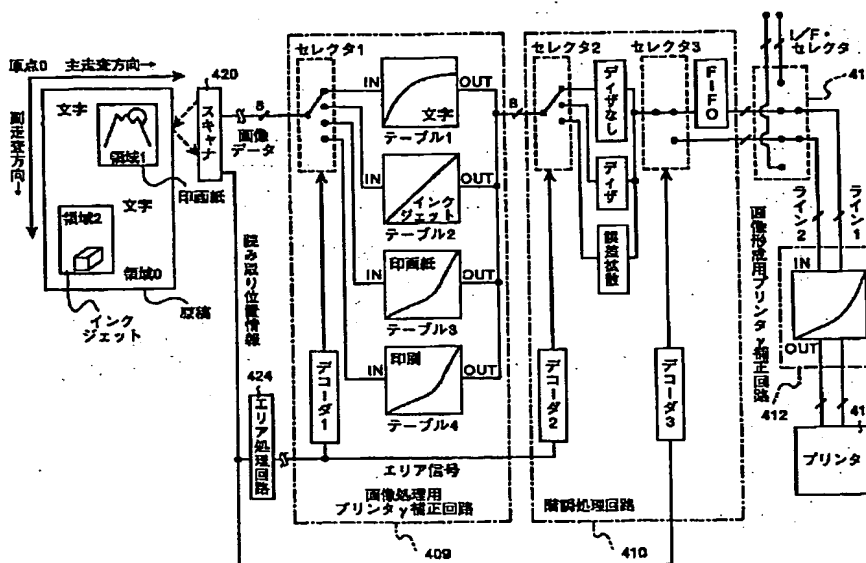 原点0 主走査方向→
副走査方向→
文字
領域1
印画紙
文字
領域2
領域0
インク
ジェット
原稿
420
スキャナ
8
画像
データ
読み取り位置情報
424
エリア処理回路
セレクタ1
IN
OUT
文字
テーブル1
IN
OUT
インク
ジェット
テーブル2
IN
OUT
印画紙
テーブル3
IN
OUT
印刷
テーブル4
デコーダ1
エリア信号
画像処理用
プリンタγ補正回路
409
8
セレクタ2
ディザなし
ディザ
誤差拡散
セレクタ3
FIFO
デコーダ2
デコーダ3
階調処理回路
410
I/F・
セレクタ
41
ライン2
ライン1
画像形成用プリンタγ補正回路
IN
OUT
412
41
プリンタ